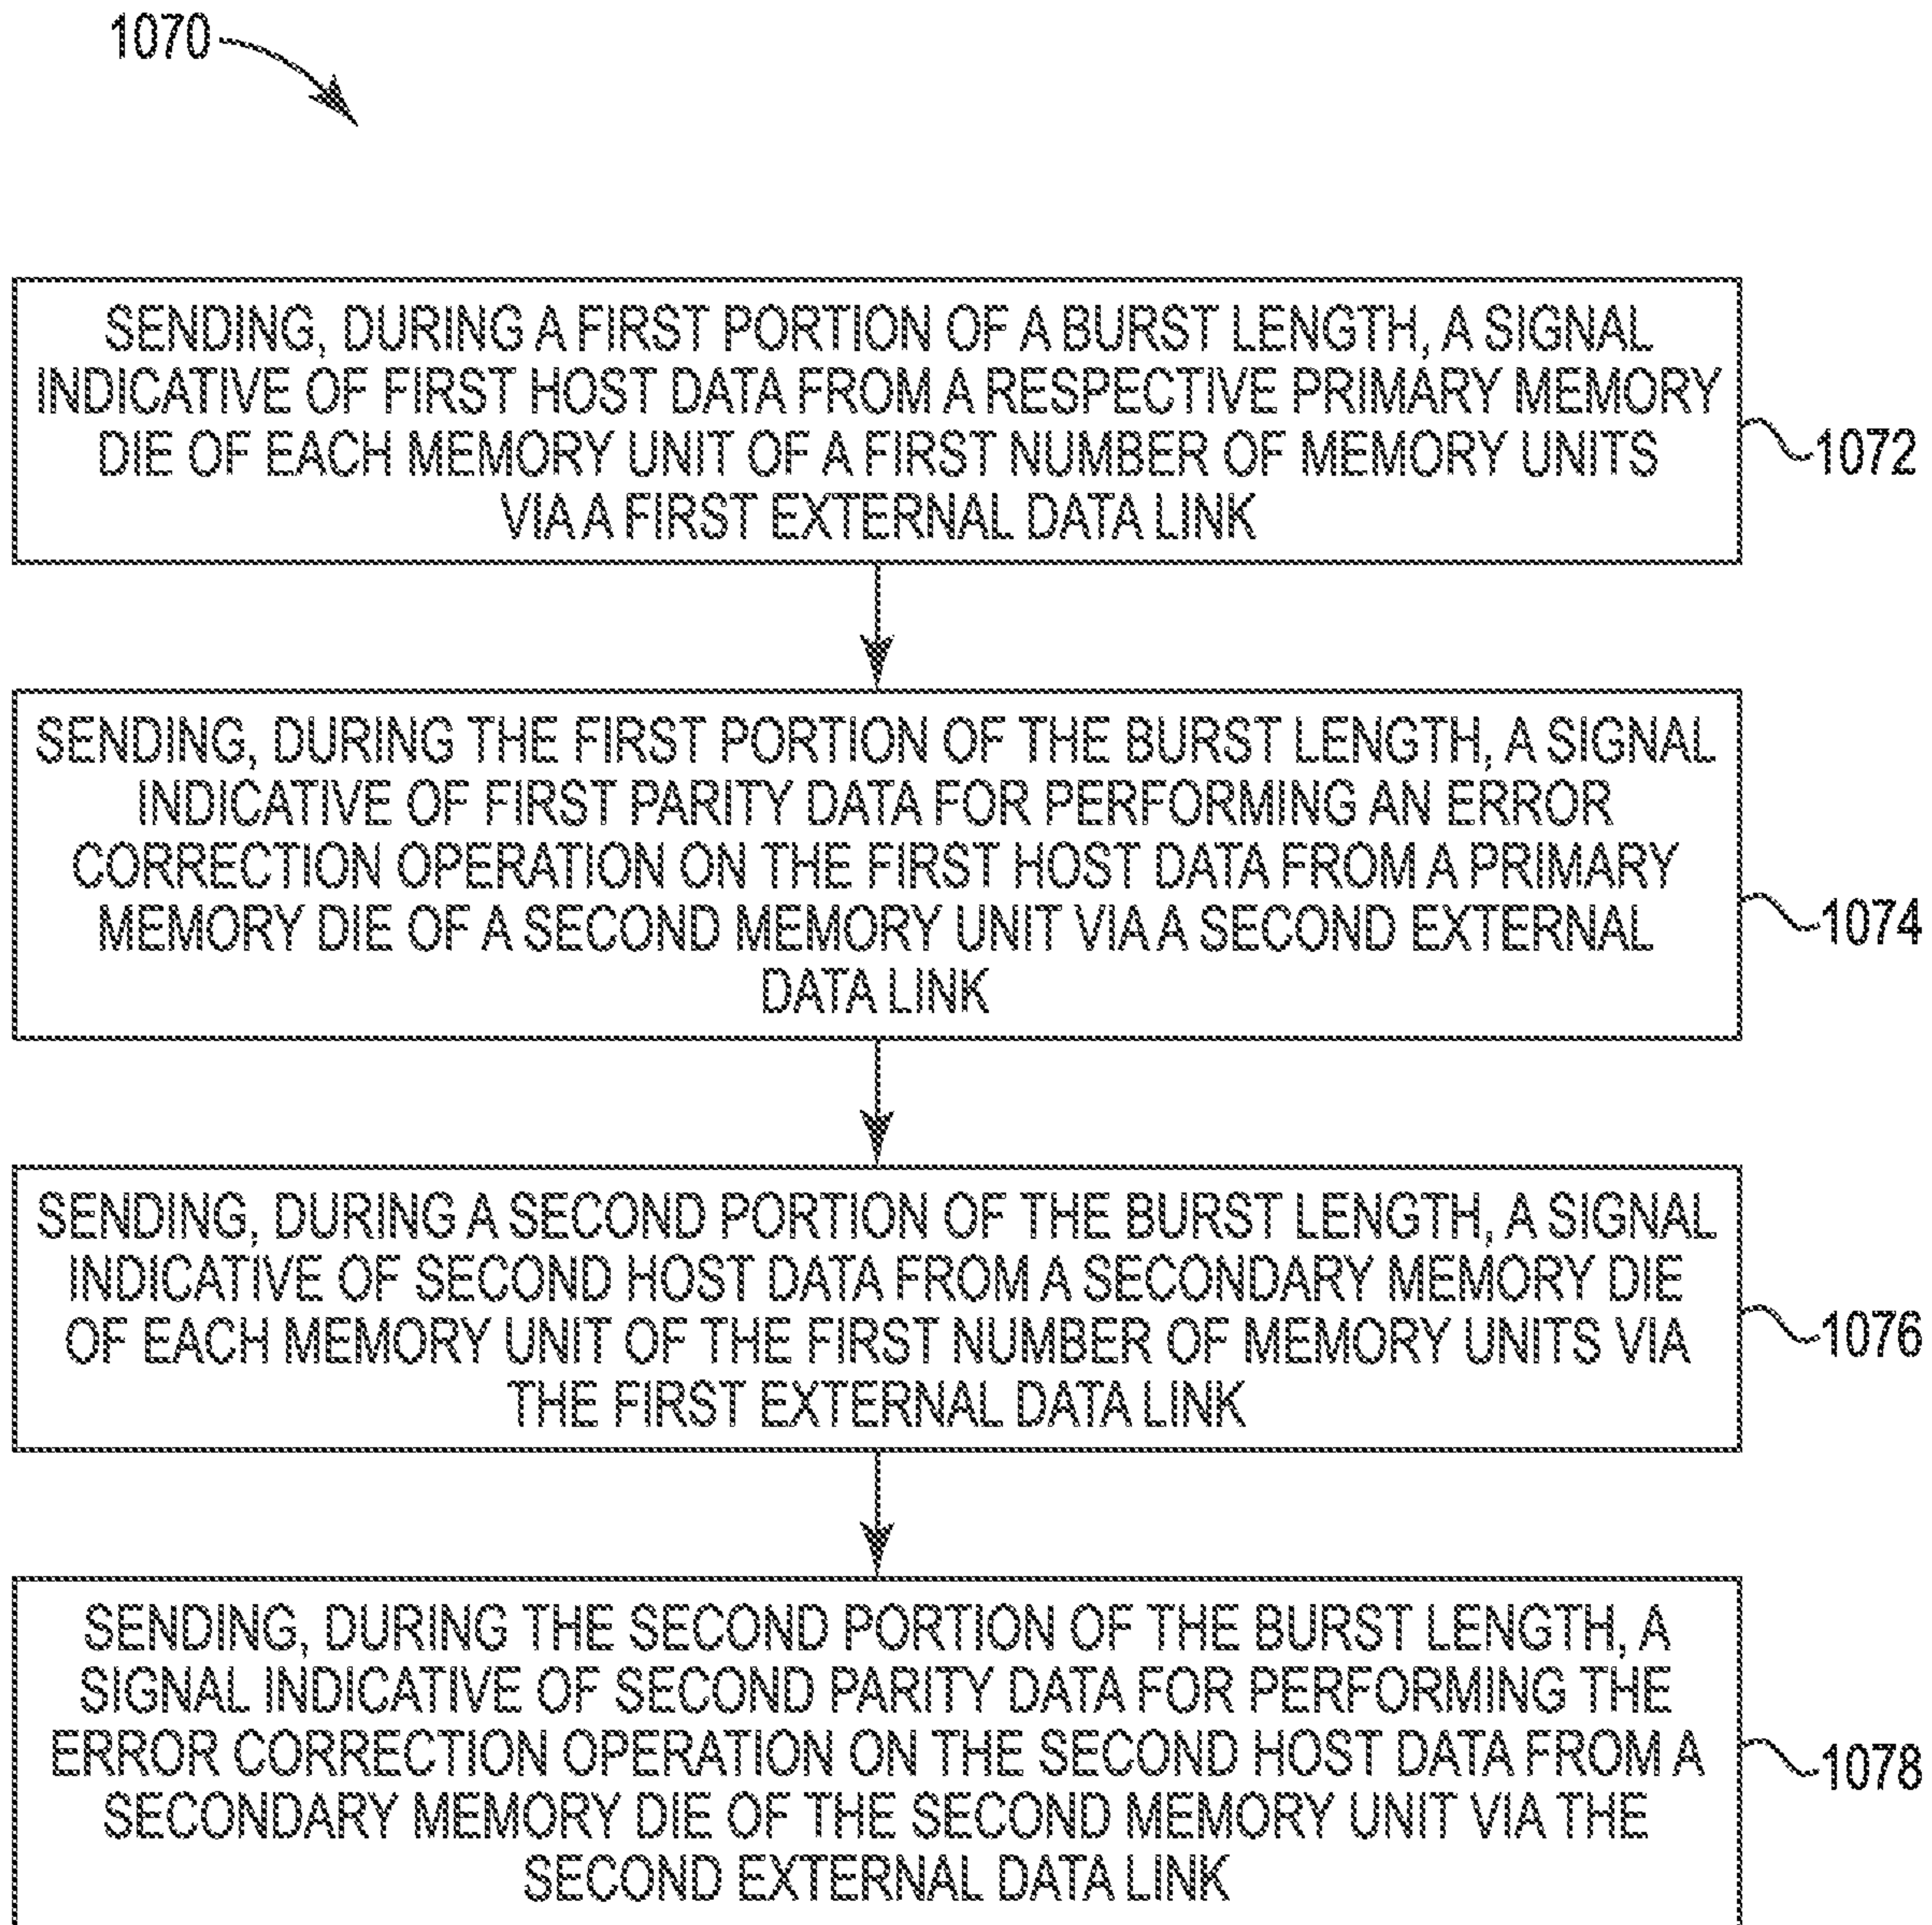 1070
SENDING, DURING A FIRST PORTION OF A BURST LENGTH, A SIGNAL
INDICATIVE OF FIRST HOST DATA FROM A RESPECTIVE PRIMARY MEMORY
DIE OF EACH MEMORY UNIT OF A FIRST NUMBER OF MEMORY UNITS
VIA A FIRST EXTERNAL DATA LINK
1072
SENDING, DURING THE FIRST PORTION OF THE BURST LENGTH, A SIGNAL
INDICATIVE OF FIRST PARITY DATA FOR PERFORMING AN ERROR
CORRECTION OPERATION ON THE FIRST HOST DATA FROM A PRIMARY
MEMORY DIE OF A SECOND MEMORY UNIT VIA A SECOND EXTERNAL
DATA LINK
1074
SENDING, DURING A SECOND PORTION OF THE BURST LENGTH, A SIGNAL
INDICATIVE OF SECOND HOST DATA FROM A SECONDARY MEMORY DIE
OF EACH MEMORY UNIT OF THE FIRST NUMBER OF MEMORY UNITS VIA
THE FIRST EXTERNAL DATA LINK
1076
SENDING, DURING THE SECOND PORTION OF THE BURST LENGTH, A
SIGNAL INDICATIVE OF SECOND PARITY DATA FOR PERFORMING THE
ERROR CORRECTION OPERATION ON THE SECOND HOST DATA FROM A
SECONDARY MEMORY DIE OF THE SECOND MEMORY UNIT VIA THE
SECOND EXTERNAL DATA LINK
1078